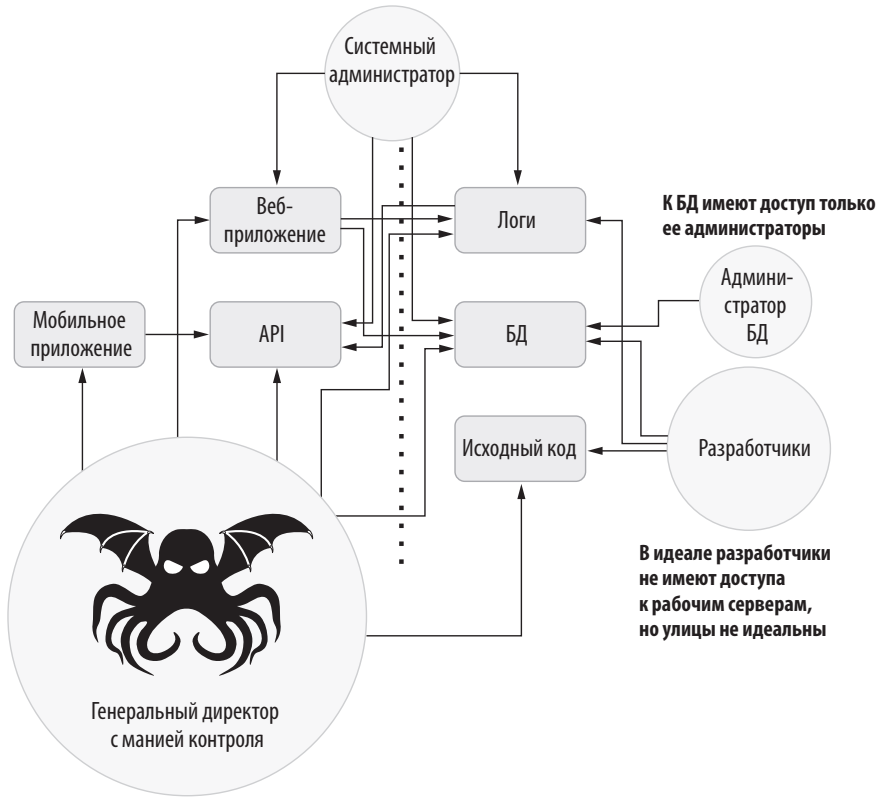 Системный
администратор
Веб-
приложение
Логи
К БД имеют доступ только
ее администраторы
Админи-
стратор
БД
Мобильное
приложение
API
БД
Исходный код
Разработчики
В идеале разработчики
не имеют доступа
к рабочим серверам,
но улицы не идеальны
Генеральный директор
с манией контроля